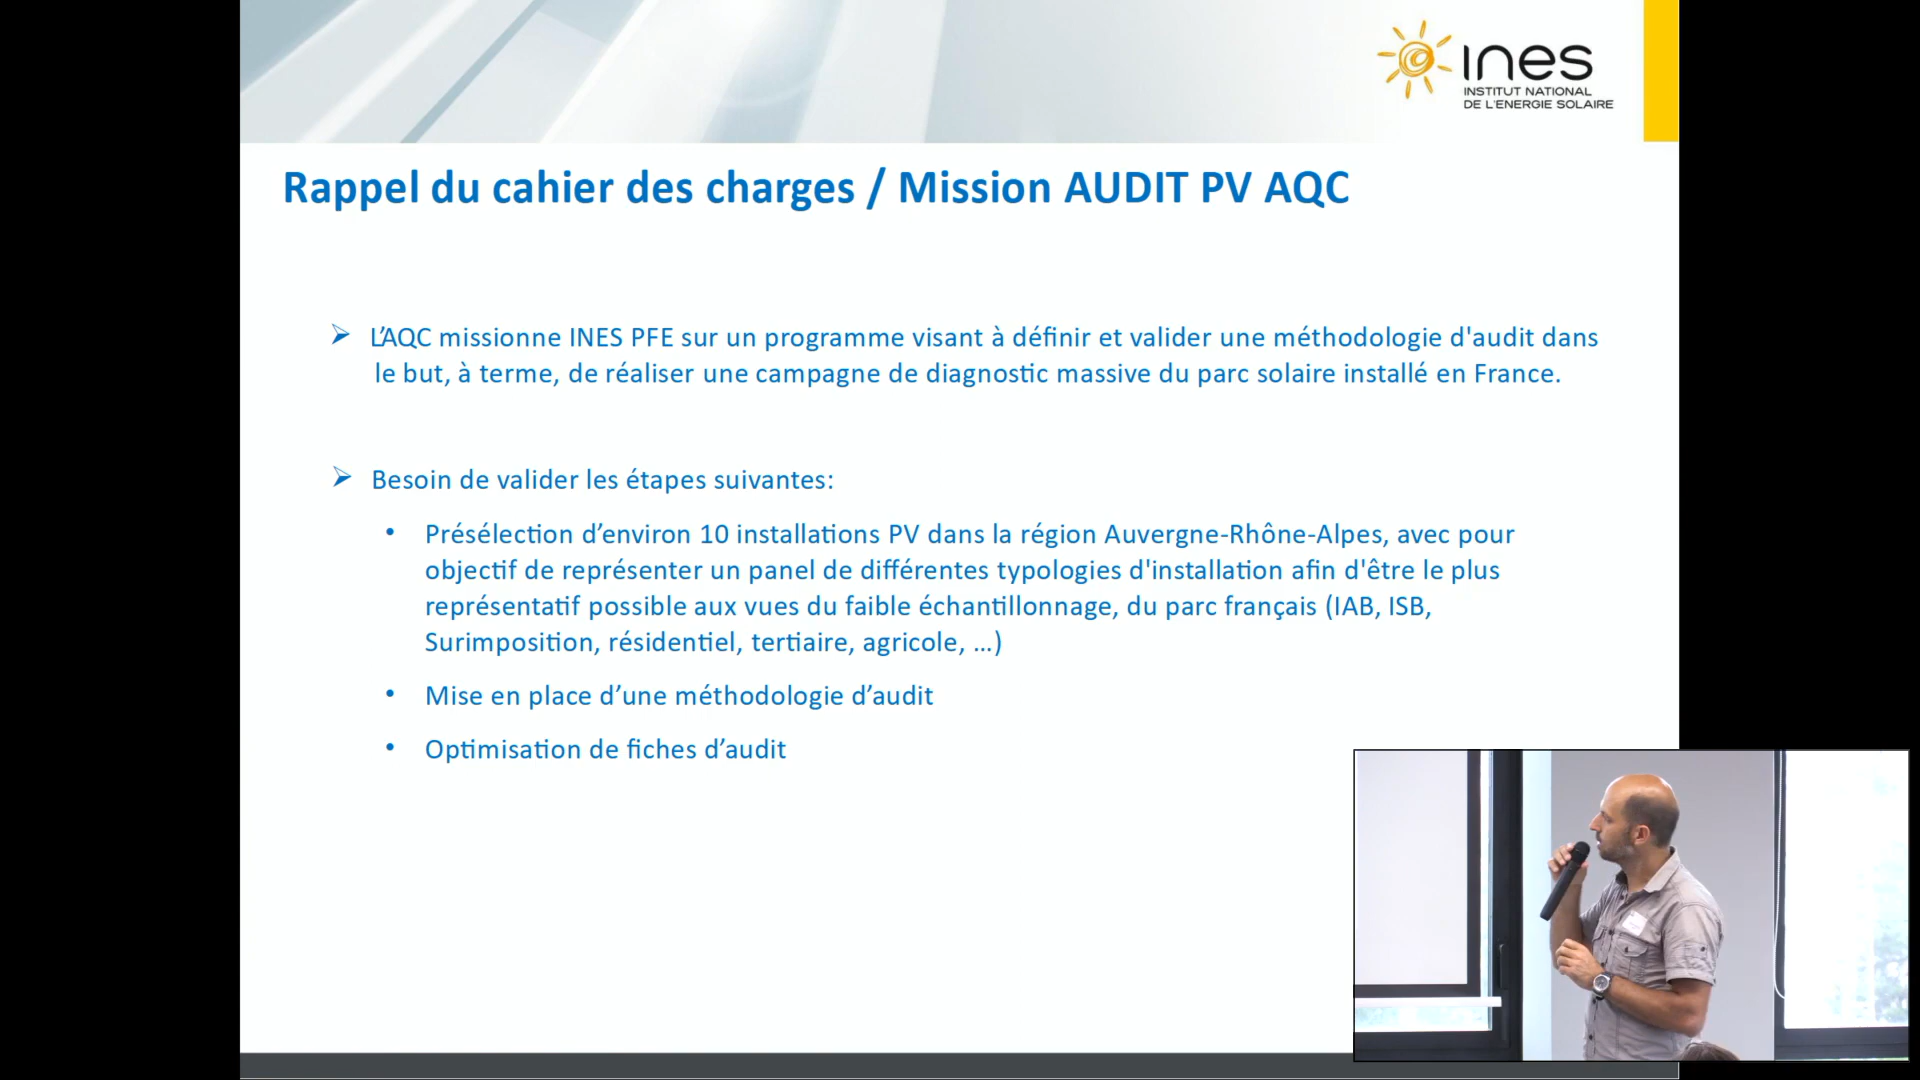 ines
INSTITUT NATIONAL
DE L'ENERGIE SOLAIRE
Rappel du cahier des charges / Mission AUDIT PV AQC
L'AQC missionne INES PFE sur un programme visant à définir et valider une méthodologie d'audit dans
le but, à terme, de réaliser une campagne de diagnostic massive du parc solaire installé en France.
Besoin de valider les étapes suivantes:
• Présélection d’environ 10 installations PV dans la région Auvergne-Rhône-Alpes, avec pour
objectif de représenter un panel de différentes typologies d'installation afin d'être le plus
représentatif possible aux vues du faible échantillonnage, du parc français (IAB, ISB,
Surimposition, résidentiel, tertiaire, agricole, …)
• Mise en place d’une méthodologie d’audit
• Optimisation de fiches d’audit